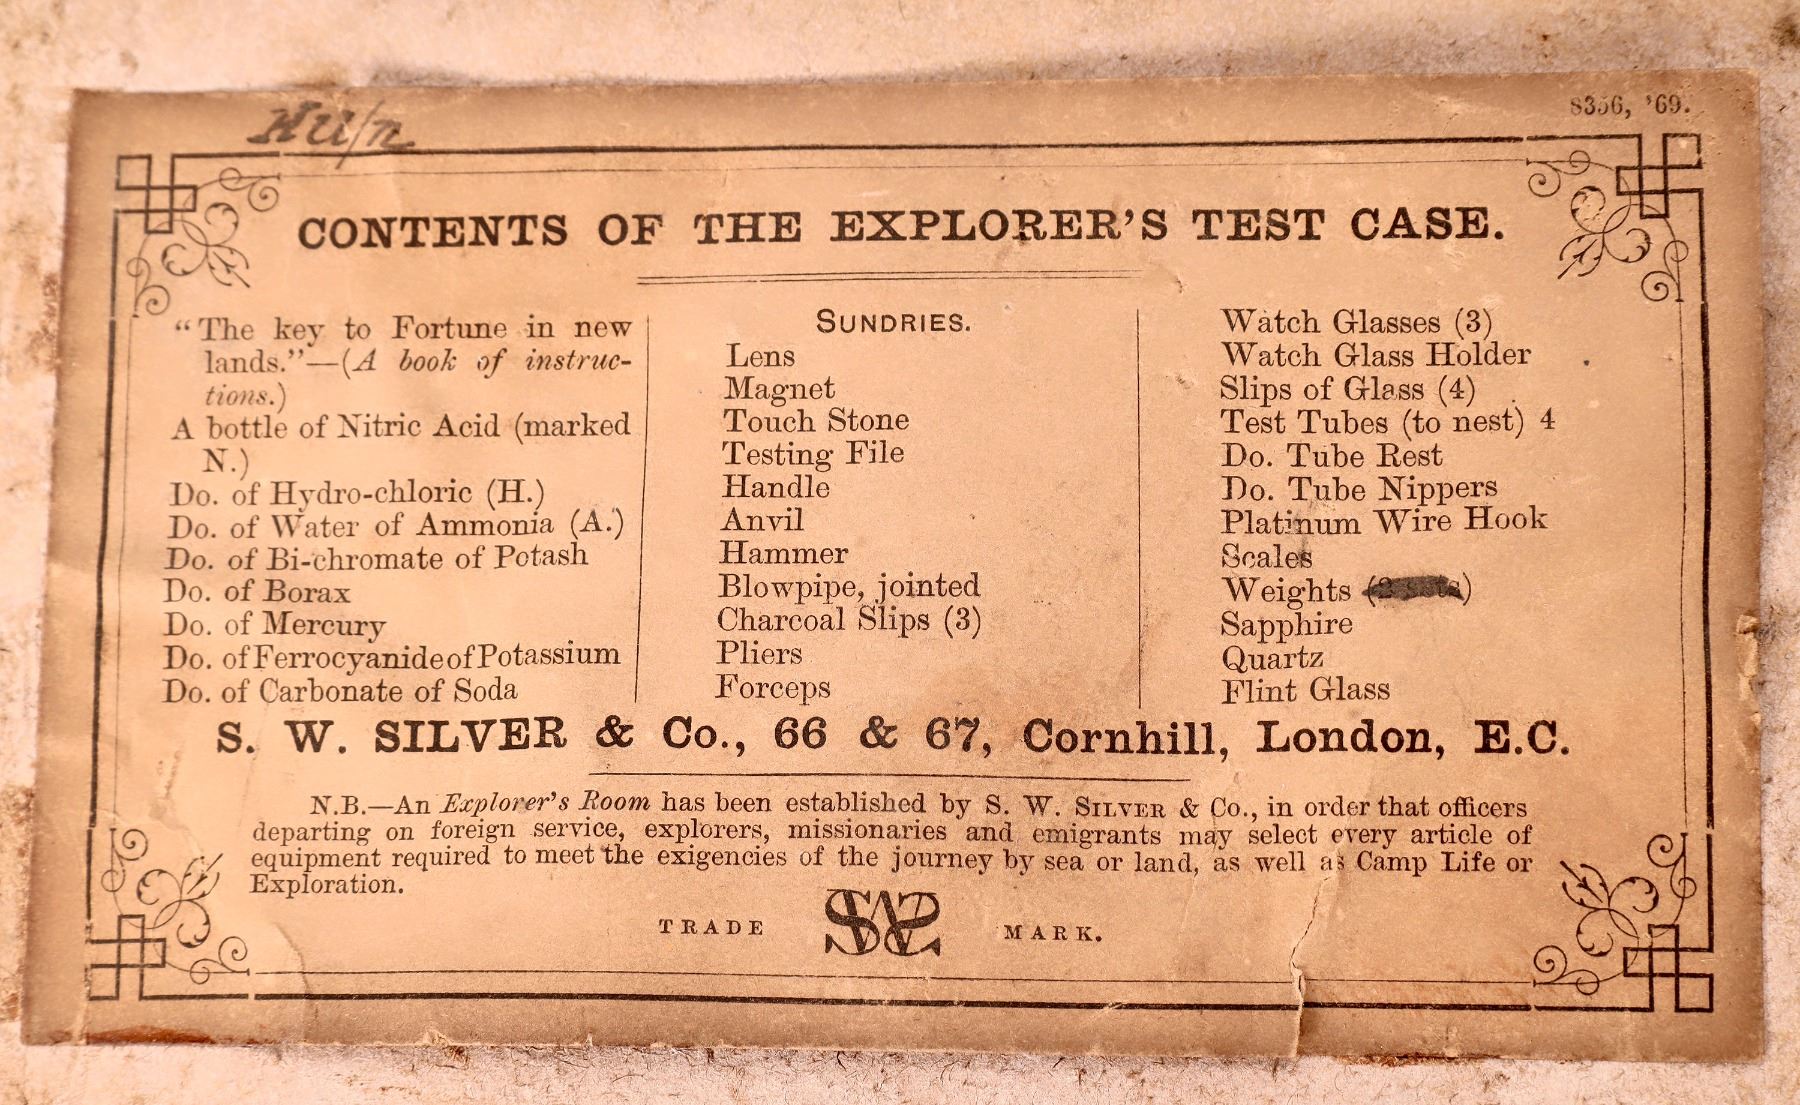 8356, '69.
CONTENTS OF THE EXPLORER'S TEST CASE.
“The key to Fortune in new
lands.”—(A book of instruc-
tions.)
A bottle of Nitric Acid (marked
N.)
Do. of Hydro-chloric (H.)
Do. of Water of Ammonia (A.)
Do. of Bi-chromate of Potash
Do. of Borax
Do. of Mercury
Do. of Ferrocyanide of Potassium
Do. of Carbonate of Soda
SUNDRIES.
Lens
Magnet
Touch Stone
Testing File
Handle
Anvil
Hammer
Blowpipe, jointed
Charcoal Slips (3)
Pliers
Forceps
Watch Glasses (3)
Watch Glass Holder
Slips of Glass (4)
Test Tubes (to nest) 4
Do. Tube Rest
Do. Tube Nippers
Platinum Wire Hook
Scales
Weights (2 sets)
Sapphire
Quartz
Flint Glass
S. W. SILVER & Co., 66 & 67, Cornhill, London, E.C.
N.B.—An Explorer's Room has been established by S. W. SILVER & Co., in order that officers
departing on foreign service, explorers, missionaries and emigrants may select every article of
equipment required to meet the exigencies of the journey by sea or land, as well as Camp Life or
Exploration.
TRADE MARK.